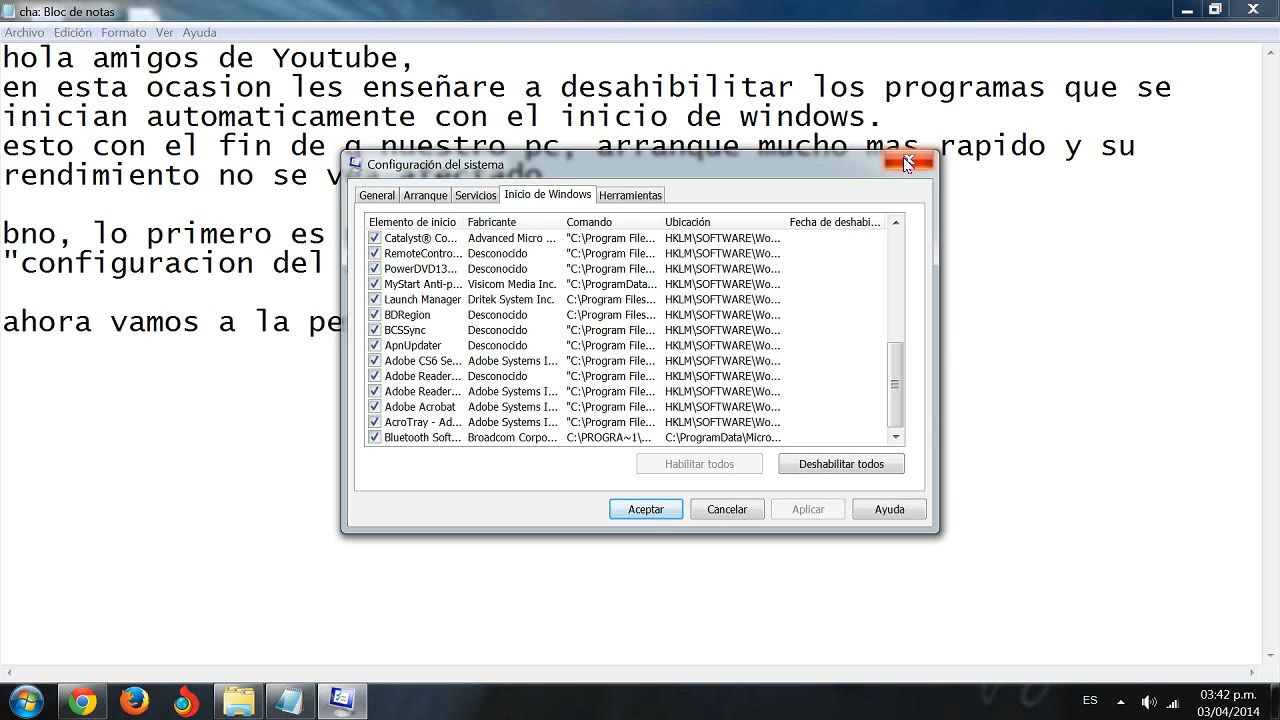 cha: Bloc de notas
Archivo Edición Formato Ver Ayuda
hola amigos de Youtube,
en esta ocasion les enseñare a desahibilitar los programas que se
inician automaticamente con el inicio de windows.
esto con el fin de q nuestro pc, arranque mucho mas rapido y su
rendimiento no se vea afectado
bno, lo primero es
"configuracion del
ahora vamos a la pe
Configuración del sistema
General Arranque Servicios Inicio de Windows Herramientas
Elemento de inicio Fabricante Comando Ubicación Fecha de deshabi...
Catalyst® Co... Advanced Micro ... "C:\Program File... HKLM\SOFTWARE\Wo...
RemoteContro... Desconocido "C:\Program File... HKLM\SOFTWARE\Wo...
PowerDVD13... Desconocido "C:\Program File... HKLM\SOFTWARE\Wo...
MyStart Anti-p... Visicom Media Inc. "C:\ProgramData... HKLM\SOFTWARE\Wo...
Launch Manager Dritek System Inc. C:\Program Files... HKLM\SOFTWARE\Wo...
BDRegion Desconocido C:\Program Files... HKLM\SOFTWARE\Wo...
BCSSync Desconocido "C:\Program File... HKLM\SOFTWARE\Wo...
ApnUpdater Desconocido "C:\Program File... HKLM\SOFTWARE\Wo...
Adobe CS6 Se... Adobe Systems I... "C:\Program File... HKLM\SOFTWARE\Wo...
Adobe Reader... Desconocido "C:\Program File... HKLM\SOFTWARE\Wo...
Adobe Reader... Adobe Systems I... "C:\Program File... HKLM\SOFTWARE\Wo...
Adobe Acrobat Adobe Systems I... "C:\Program File... HKLM\SOFTWARE\Wo...
AcroTray - Ad... Adobe Systems I... "C:\Program File... HKLM\SOFTWARE\Wo...
Bluetooth Soft... Broadcom Corpo... C:\PROGRA~1\... C:\ProgramData\Micro...
Habilitar todos Deshabilitar todos
Aceptar Cancelar Aplicar Ayuda
ES
03:42 p.m.
03/04/2014